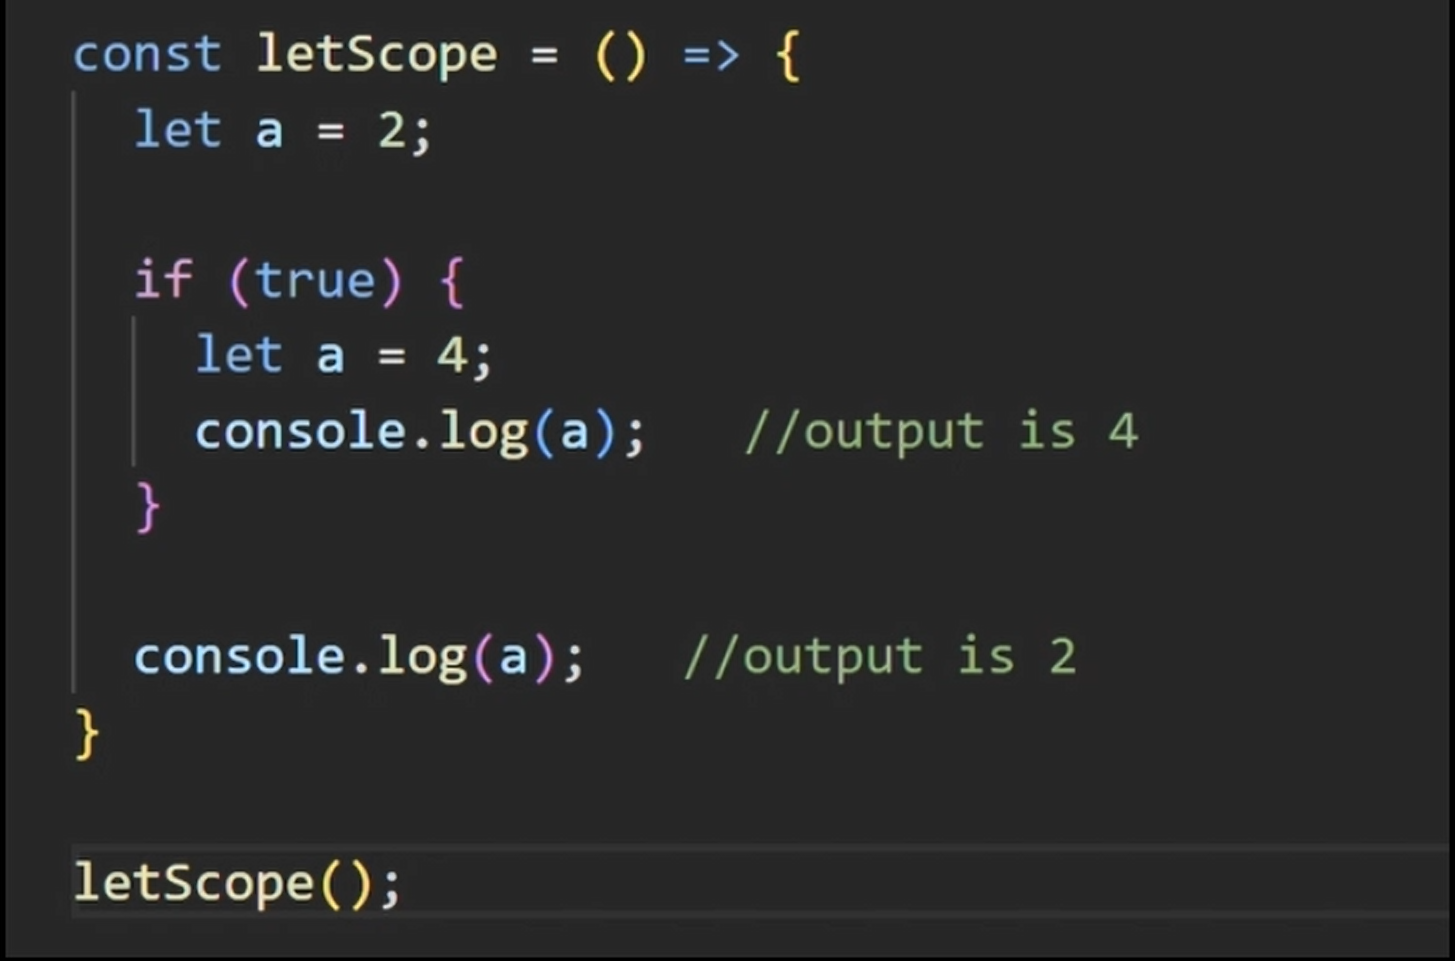 const letScope = () => {
  let a = 2;

  if (true) {
    let a = 4;
    console.log(a);   //output is 4
  }

  console.log(a);   //output is 2
}

letScope();